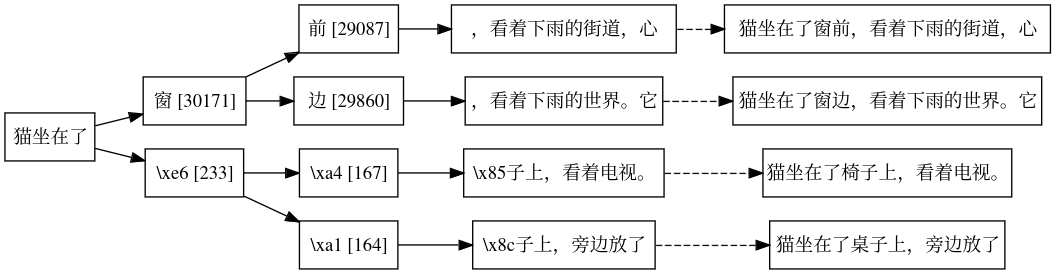 猫坐在了
窗 [30171]
前 [29087]
，看着下雨的街道，心
猫坐在了窗前，看着下雨的街道，心
边 [29860]
，看着下雨的世界。它
猫坐在了窗边，看着下雨的世界。它
\xe6 [233]
\xa4 [167]
\x85子上，看着电视。
猫坐在了椅子上，看着电视。
\xa1 [164]
\x8c子上，旁边放了
猫坐在了桌子上，旁边放了